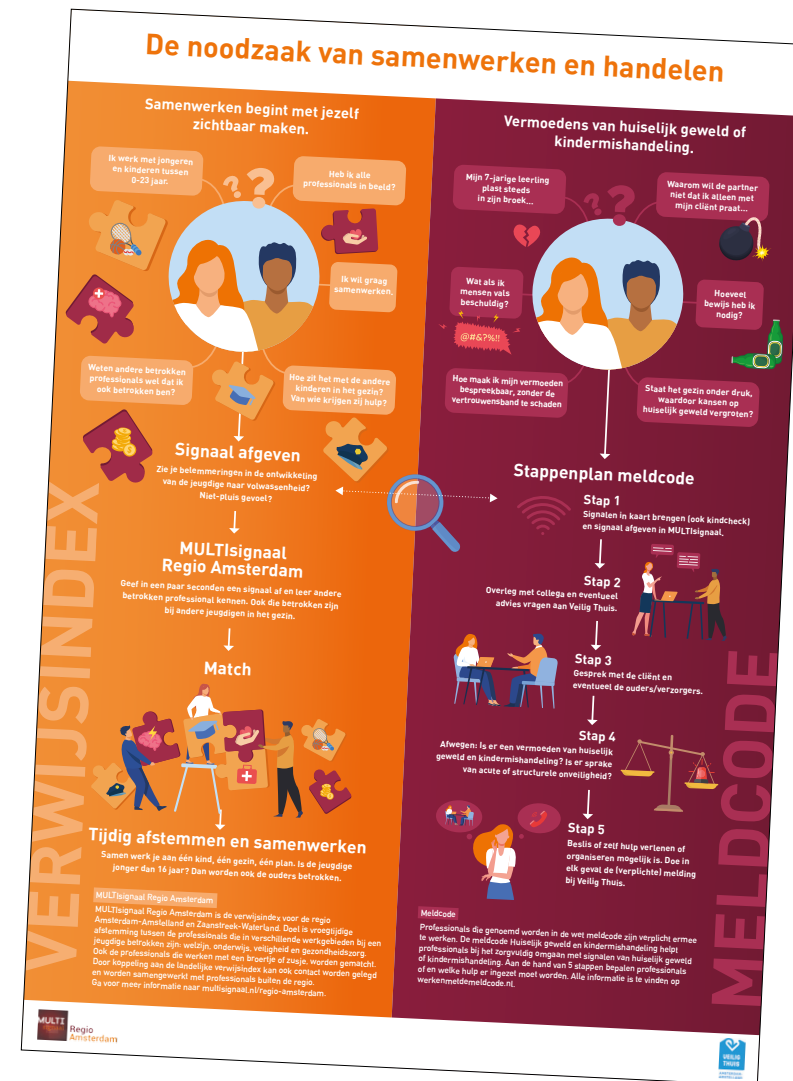 De noodzaak van samenwerken en handelen
Samenwerken begint met jezelf
zichtbaar maken.
Ik werk met jongeren
en kinderen tussen
0-23 jaar.
Heb ik alle
professionals in beeld?
Ik wil graag
samenwerken.
Weten andere betrokken
professionals wel dat ik
ook betrokken ben?
Hoe zit het met de andere
kinderen in het gezin?
Van wie krijgen zij hulp?
Signaal afgeven
Zie je belemmeringen in de ontwikkeling
van de jeugdige naar volwassenheid?
Niet-pluis gevoel?
MULTIsignaal
Regio Amsterdam
Geef in een paar seconden een signaal af en leer andere
betrokken professional kennen. Ook die betrokken zijn
bij andere jeugdigen in het gezin.
Match
Tijdig afstemmen en samenwerken
Samen werk je aan één kind, één gezin, één plan. Is de jeugdige
jonger dan 16 jaar? Dan worden ook de ouders betrokken.
MULTIsignaal Regio Amsterdam
MULTIsignaal Regio Amsterdam is de verwijsindex voor de regio
Amsterdam-Amstelland en Zaanstreek-Waterland. Doel is vroegtijdige
afstemming tussen de professionals die in verschillende werkgebieden bij een
jeugdige betrokken zijn: welzijn, onderwijs, veiligheid en gezondheidszorg.
Ook de professionals die werken met een broertje of zusje, worden gematcht.
Door koppeling aan de landelijke verwijsindex kan ook contact worden gelegd
en worden samengewerkt met professionals buiten de regio.
Ga voor meer informatie naar multisignaal.nl/regio-amsterdam.
VERWIJSINDEX
Vermoedens van huiselijk geweld of
kindermishandeling.
Mijn 7-jarige leerling
plast steeds
in zijn broek...
Waarom wil de partner
niet dat ik alleen met
mijn cliënt praat...
Wat als ik
mensen vals
beschuldig?
@#&?%!!
Hoeveel
bewijs heb ik
nodig?
Hoe maak ik mijn vermoeden
bespreekbaar, zonder de
vertrouwensband te schaden
Staat het gezin onder druk,
waardoor kansen op
huiselijk geweld vergroten?
Stappenplan meldcode
Stap 1
Signalen in kaart brengen (ook kindcheck)
en signaal afgeven in MULTIsignaal.
Stap 2
Overleg met collega en eventueel
advies vragen aan Veilig Thuis.
Stap 3
Gesprek met de cliënt en
eventueel de ouders/verzorgers.
Stap 4
Afwegen: Is er een vermoeden van huiselijk
geweld en kindermishandeling? Is er sprake
van acute of structurele onveiligheid?
Stap 5
Beslis of zelf hulp verlenen of
organiseren mogelijk is. Doe in
elk geval de (verplichte) melding
bij Veilig Thuis.
Meldcode
Professionals die genoemd worden in de wet meldcode zijn verplicht ermee
te werken. De meldcode Huiselijk geweld en kindermishandeling helpt
professionals bij het zorgvuldig omgaan met signalen van huiselijk geweld
of kindermishandeling. Aan de hand van 5 stappen bepalen professionals
of en welke hulp er ingezet moet worden. Alle informatie is te vinden op
werkenmetdemeldcode.nl.
MELDCODE
MULTI
Regio
Amsterdam
VEILIG
THUIS